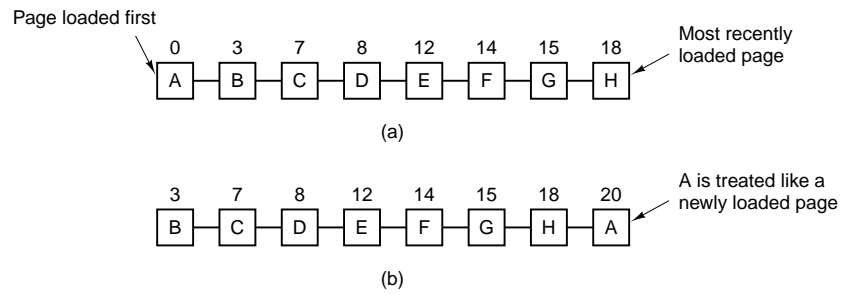 Page loaded first
0 3 7 8 12 14 15 18
Most recently
loaded page
A B C D E F G H
(a)
3 7 8 12 14 15 18 20
A is treated like a
newly loaded page
B C D E F G H A
(b)